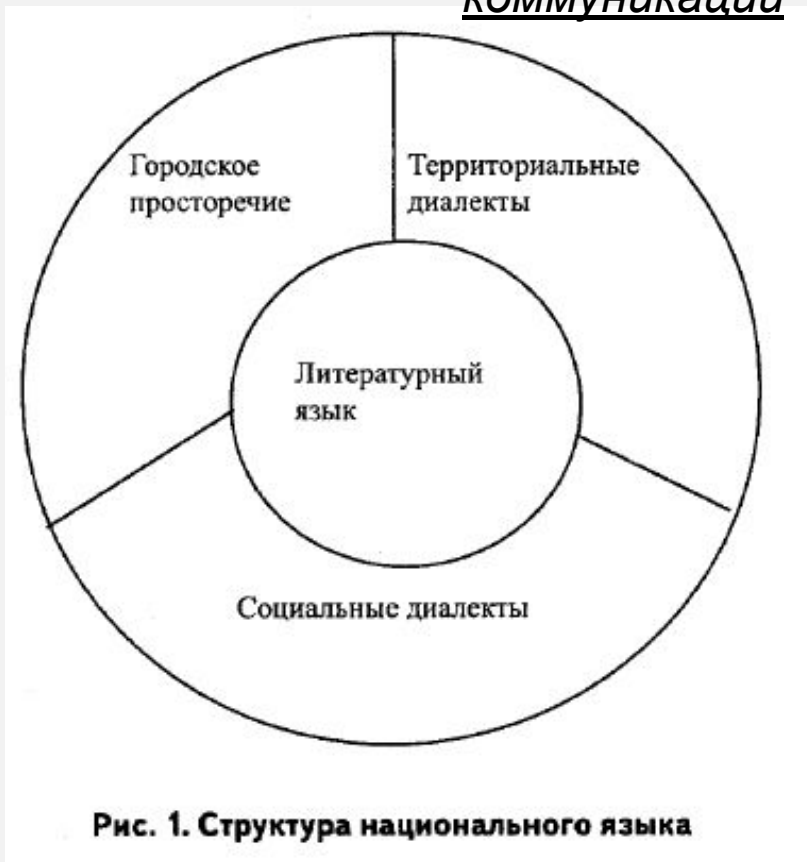 коммуникации
Городское
просторечие
Территориальные
диалекты
Литературный
язык
Социальные диалекты
Рис. 1. Структура национального языка